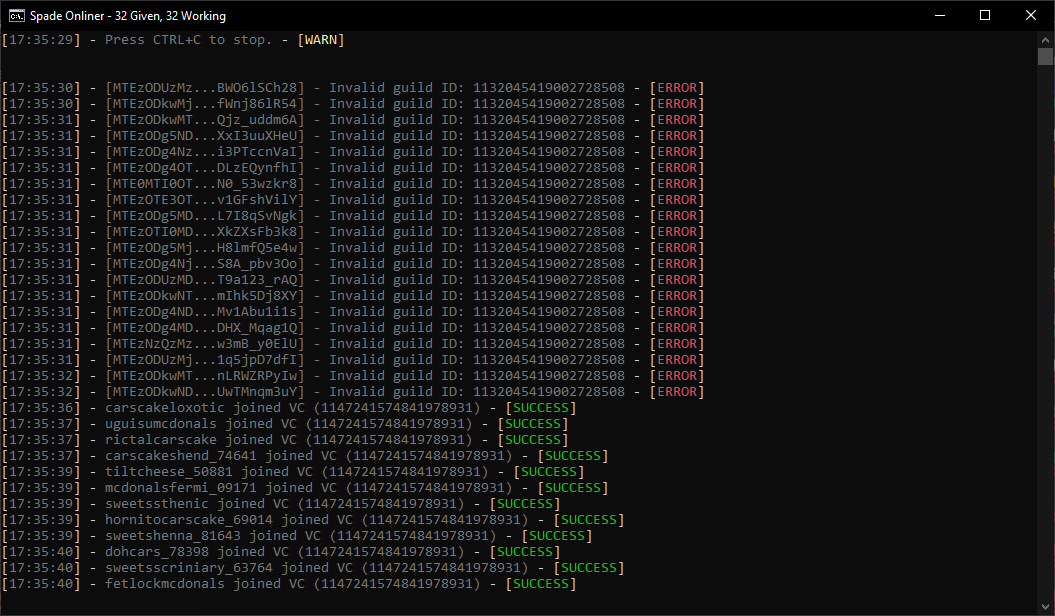 Spade Onliner - 32 Given, 32 Working
[17:35:29] - Press CTRL+C to stop. - [WARN]
[17:35:30] - [MTEzODUzMz...BWO6lSCh28] - Invalid guild ID: 1132045419002728508 - [ERROR]
[17:35:30] - [MTEzODkwMj...fWnj86lR54] - Invalid guild ID: 1132045419002728508 - [ERROR]
[17:35:31] - [MTEzODkwMT...Qjz_uddm6A] - Invalid guild ID: 1132045419002728508 - [ERROR]
[17:35:31] - [MTEzODg5ND...XxI3uuXHeU] - Invalid guild ID: 1132045419002728508 - [ERROR]
[17:35:31] - [MTEzODg4Nz...i3PTccnVaI] - Invalid guild ID: 1132045419002728508 - [ERROR]
[17:35:31] - [MTEzODg4OT...DLzEQynfhI] - Invalid guild ID: 1132045419002728508 - [ERROR]
[17:35:31] - [MTE0MTI0OT...N0_53wzkr8] - Invalid guild ID: 1132045419002728508 - [ERROR]
[17:35:31] - [MTEzOTE3OT...v1GFshVilY] - Invalid guild ID: 1132045419002728508 - [ERROR]
[17:35:31] - [MTEzODg5MD...L7I8qSvNgk] - Invalid guild ID: 1132045419002728508 - [ERROR]
[17:35:31] - [MTEzOTI0MD...XkZXsFb3k8] - Invalid guild ID: 1132045419002728508 - [ERROR]
[17:35:31] - [MTEzODg5Mj...H8lmfQ5e4w] - Invalid guild ID: 1132045419002728508 - [ERROR]
[17:35:31] - [MTEzODg4Nj...S8A_pbv3Oo] - Invalid guild ID: 1132045419002728508 - [ERROR]
[17:35:31] - [MTEzODUzMD...T9a123_rAQ] - Invalid guild ID: 1132045419002728508 - [ERROR]
[17:35:31] - [MTEzODkwNT...mIhk5Dj8XY] - Invalid guild ID: 1132045419002728508 - [ERROR]
[17:35:31] - [MTEzODg4ND...Mv1Abu1i1s] - Invalid guild ID: 1132045419002728508 - [ERROR]
[17:35:31] - [MTEzODg4MD...DHX_Mqag1Q] - Invalid guild ID: 1132045419002728508 - [ERROR]
[17:35:31] - [MTEzNzQzMz...w3mB_y0ElU] - Invalid guild ID: 1132045419002728508 - [ERROR]
[17:35:31] - [MTEzODUzMj...1q5jpD7dfI] - Invalid guild ID: 1132045419002728508 - [ERROR]
[17:35:32] - [MTEzODkwMT...nLRWZRPyIw] - Invalid guild ID: 1132045419002728508 - [ERROR]
[17:35:32] - [MTEzODkwND...UwTMnqm3uY] - Invalid guild ID: 1132045419002728508 - [ERROR]
[17:35:36] - carscakeloxotic joined VC (1147241574841978931) - [SUCCESS]
[17:35:37] - uguisumcdonals joined VC (1147241574841978931) - [SUCCESS]
[17:35:37] - rictalcarscake joined VC (1147241574841978931) - [SUCCESS]
[17:35:37] - carscakeshend_74641 joined VC (1147241574841978931) - [SUCCESS]
[17:35:39] - tiltcheese_50881 joined VC (1147241574841978931) - [SUCCESS]
[17:35:39] - mcdonalsfermi_09171 joined VC (1147241574841978931) - [SUCCESS]
[17:35:39] - sweetssthenic joined VC (1147241574841978931) - [SUCCESS]
[17:35:39] - hornitocarscake_69014 joined VC (1147241574841978931) - [SUCCESS]
[17:35:39] - sweetshenna_81643 joined VC (1147241574841978931) - [SUCCESS]
[17:35:40] - dohcars_78398 joined VC (1147241574841978931) - [SUCCESS]
[17:35:40] - sweetsscriniary_63764 joined VC (1147241574841978931) - [SUCCESS]
[17:35:40] - fetlockmcdonals joined VC (1147241574841978931) - [SUCCESS]